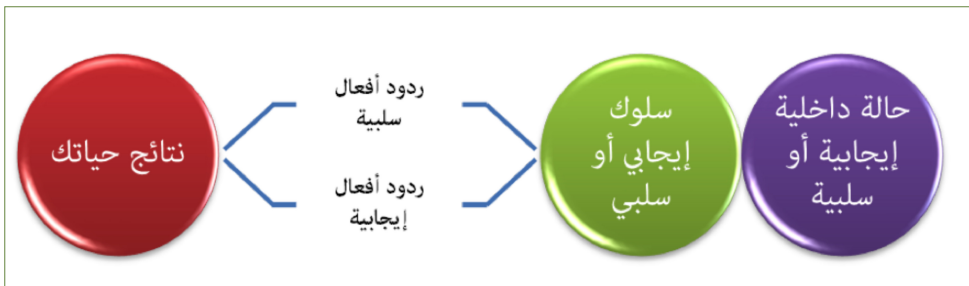 حالة داخلية
إيجابية أو
سلبية
سلوك
إيجابي أو
سلبي
ردود أفعال
سلبية
ردود أفعال
إيجابية
نتائج حياتك